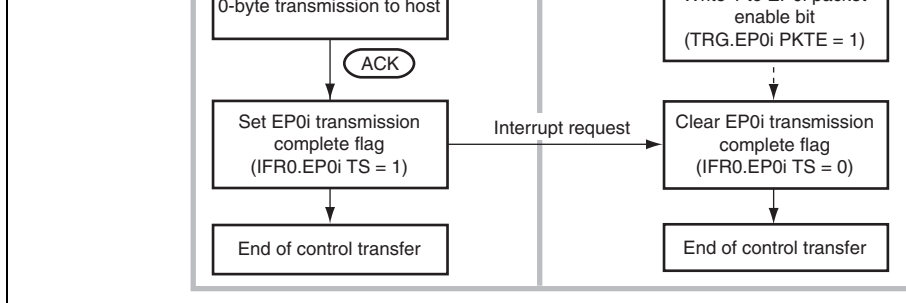 0-byte transmission to host
ACK
Set EP0i transmission
complete flag
(IFR0.EP0i TS = 1)
End of control transfer
Interrupt request
enable bit
(TRG.EP0i PKTE = 1)
Clear EP0i transmission
complete flag
(IFR0.EP0i TS = 0)
End of control transfer